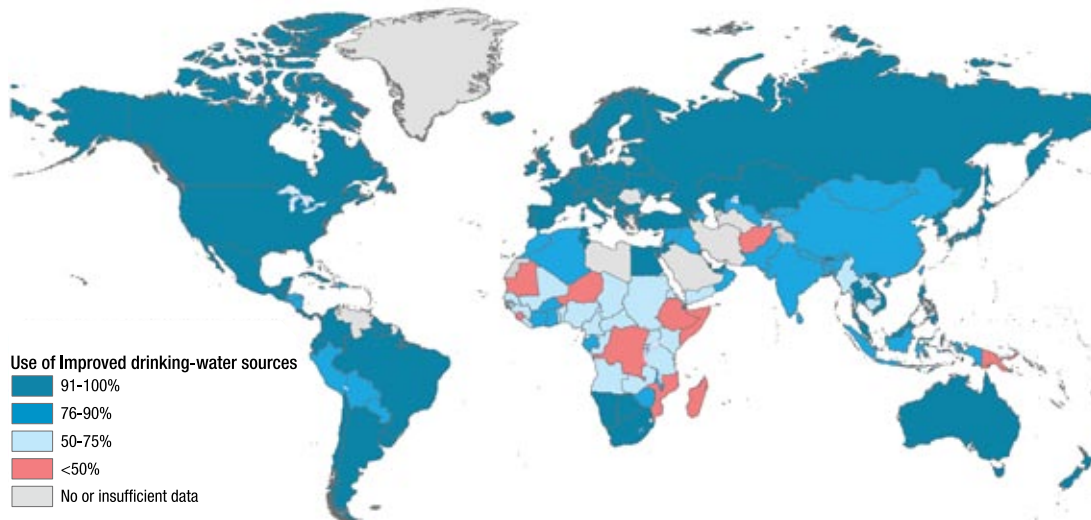 Use of Improved drinking-water sources
91-100%
76-90%
50-75%
<50%
No or insufficient data